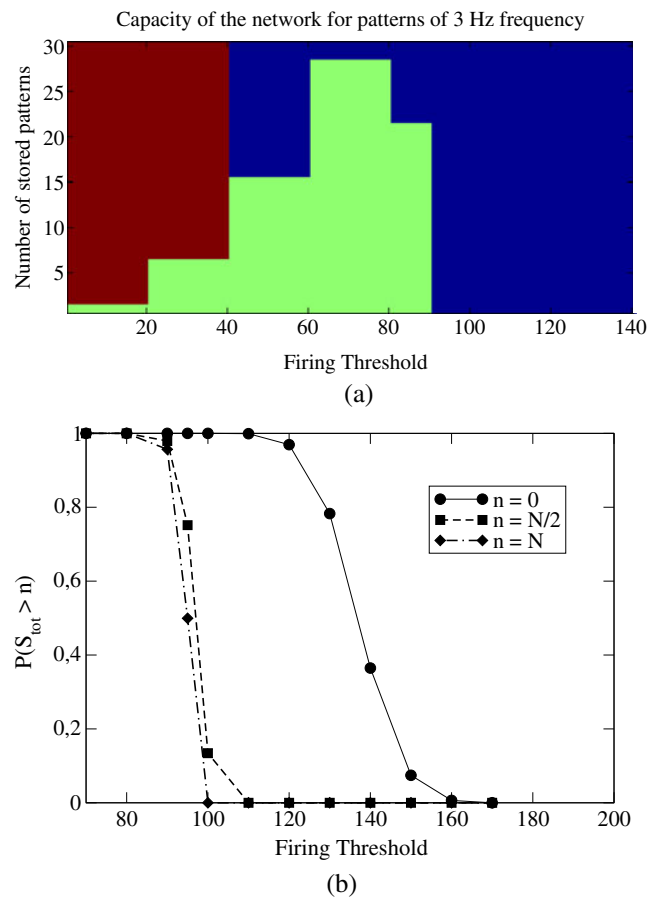 Capacity of the network for patterns of 3 Hz frequency
Number of stored patterns
30
25
20
15
10
5
20 40 60 80 100 120 140
Firing Threshold
(a)
P(S_tot > n)
1
0,8
0,6
0,4
0,2
0
n = 0
n = N/2
n = N
80 100 120 140 160 180 200
Firing Threshold
(b)